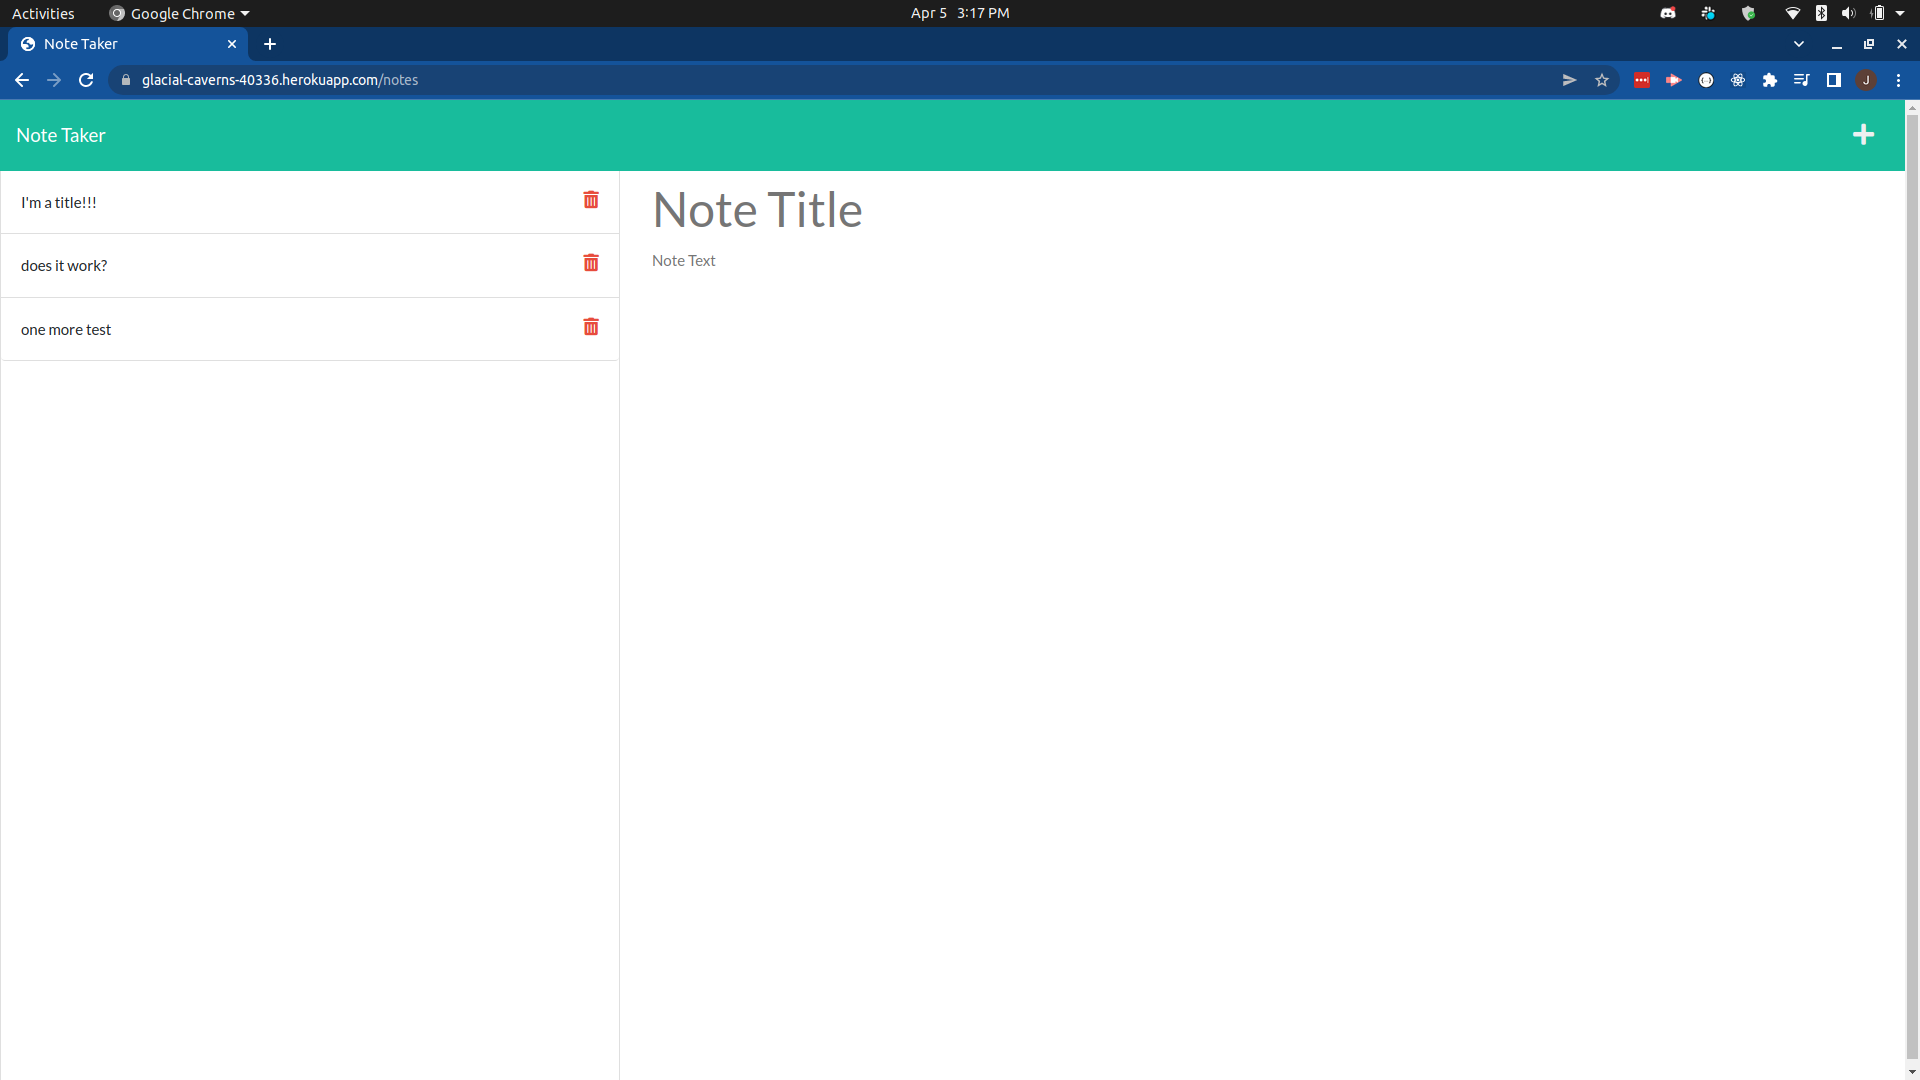 Activities
Google Chrome
Apr 5 3:17 PM
Note Taker
glacial-caverns-40336.herokuapp.com/notes
J
Note Taker
I'm a title!!!
does it work?
one more test
Note Title
Note Text